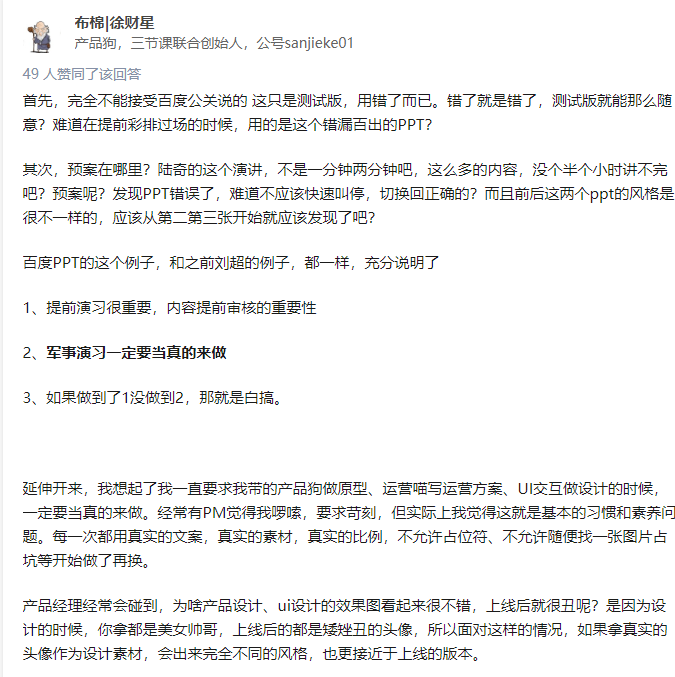 布棉|徐财星
产品狗，三节课联合创始人，公号sanjieke01
49 人赞同了该回答
首先，完全不能接受百度公关说的 这只是测试版，用错了而已。错了就是错了，测试版就能那么随
意？难道在提前彩排过场的时候，用的是这个错漏百出的PPT？
其次，预案在哪里？陆奇的这个演讲，不是一分钟两分钟吧，这么多的内容，没个半个小时讲不完
吧？预案呢？发现PPT错误了，难道不应该快速叫停，切换回正确的？而且前后这两个ppt的风格是
很不一样的，应该从第二第三张开始就应该发现了吧？
百度PPT的这个例子，和之前刘超的例子，都一样，充分说明了
1、提前演习很重要，内容提前审核的重要性
2、军事演习一定要当真的来做
3、如果做到了1没做到2，那就是白搞。
延伸开来，我想起了我一直要求我带的产品狗做原型、运营喵写运营方案、UI交互做设计的时候，
一定要当真的来做。经常有PM觉得我啰嗦，要求苛刻，但实际上我觉得这就是基本的习惯和素养问
题。每一次都用真实的文案，真实的素材，真实的比例，不允许占位符、不允许随便找一张图片占
坑等开始做了再换。
产品经理经常会碰到，为啥产品设计、ui设计的效果图看起来很不错，上线后就很丑呢？是因为设
计的时候，你拿都是美女帅哥，上线后的都是矮矬丑的头像，所以面对这样的情况，如果拿真实的
头像作为设计素材，会出来完全不同的风格，也更接近于上线的版本。